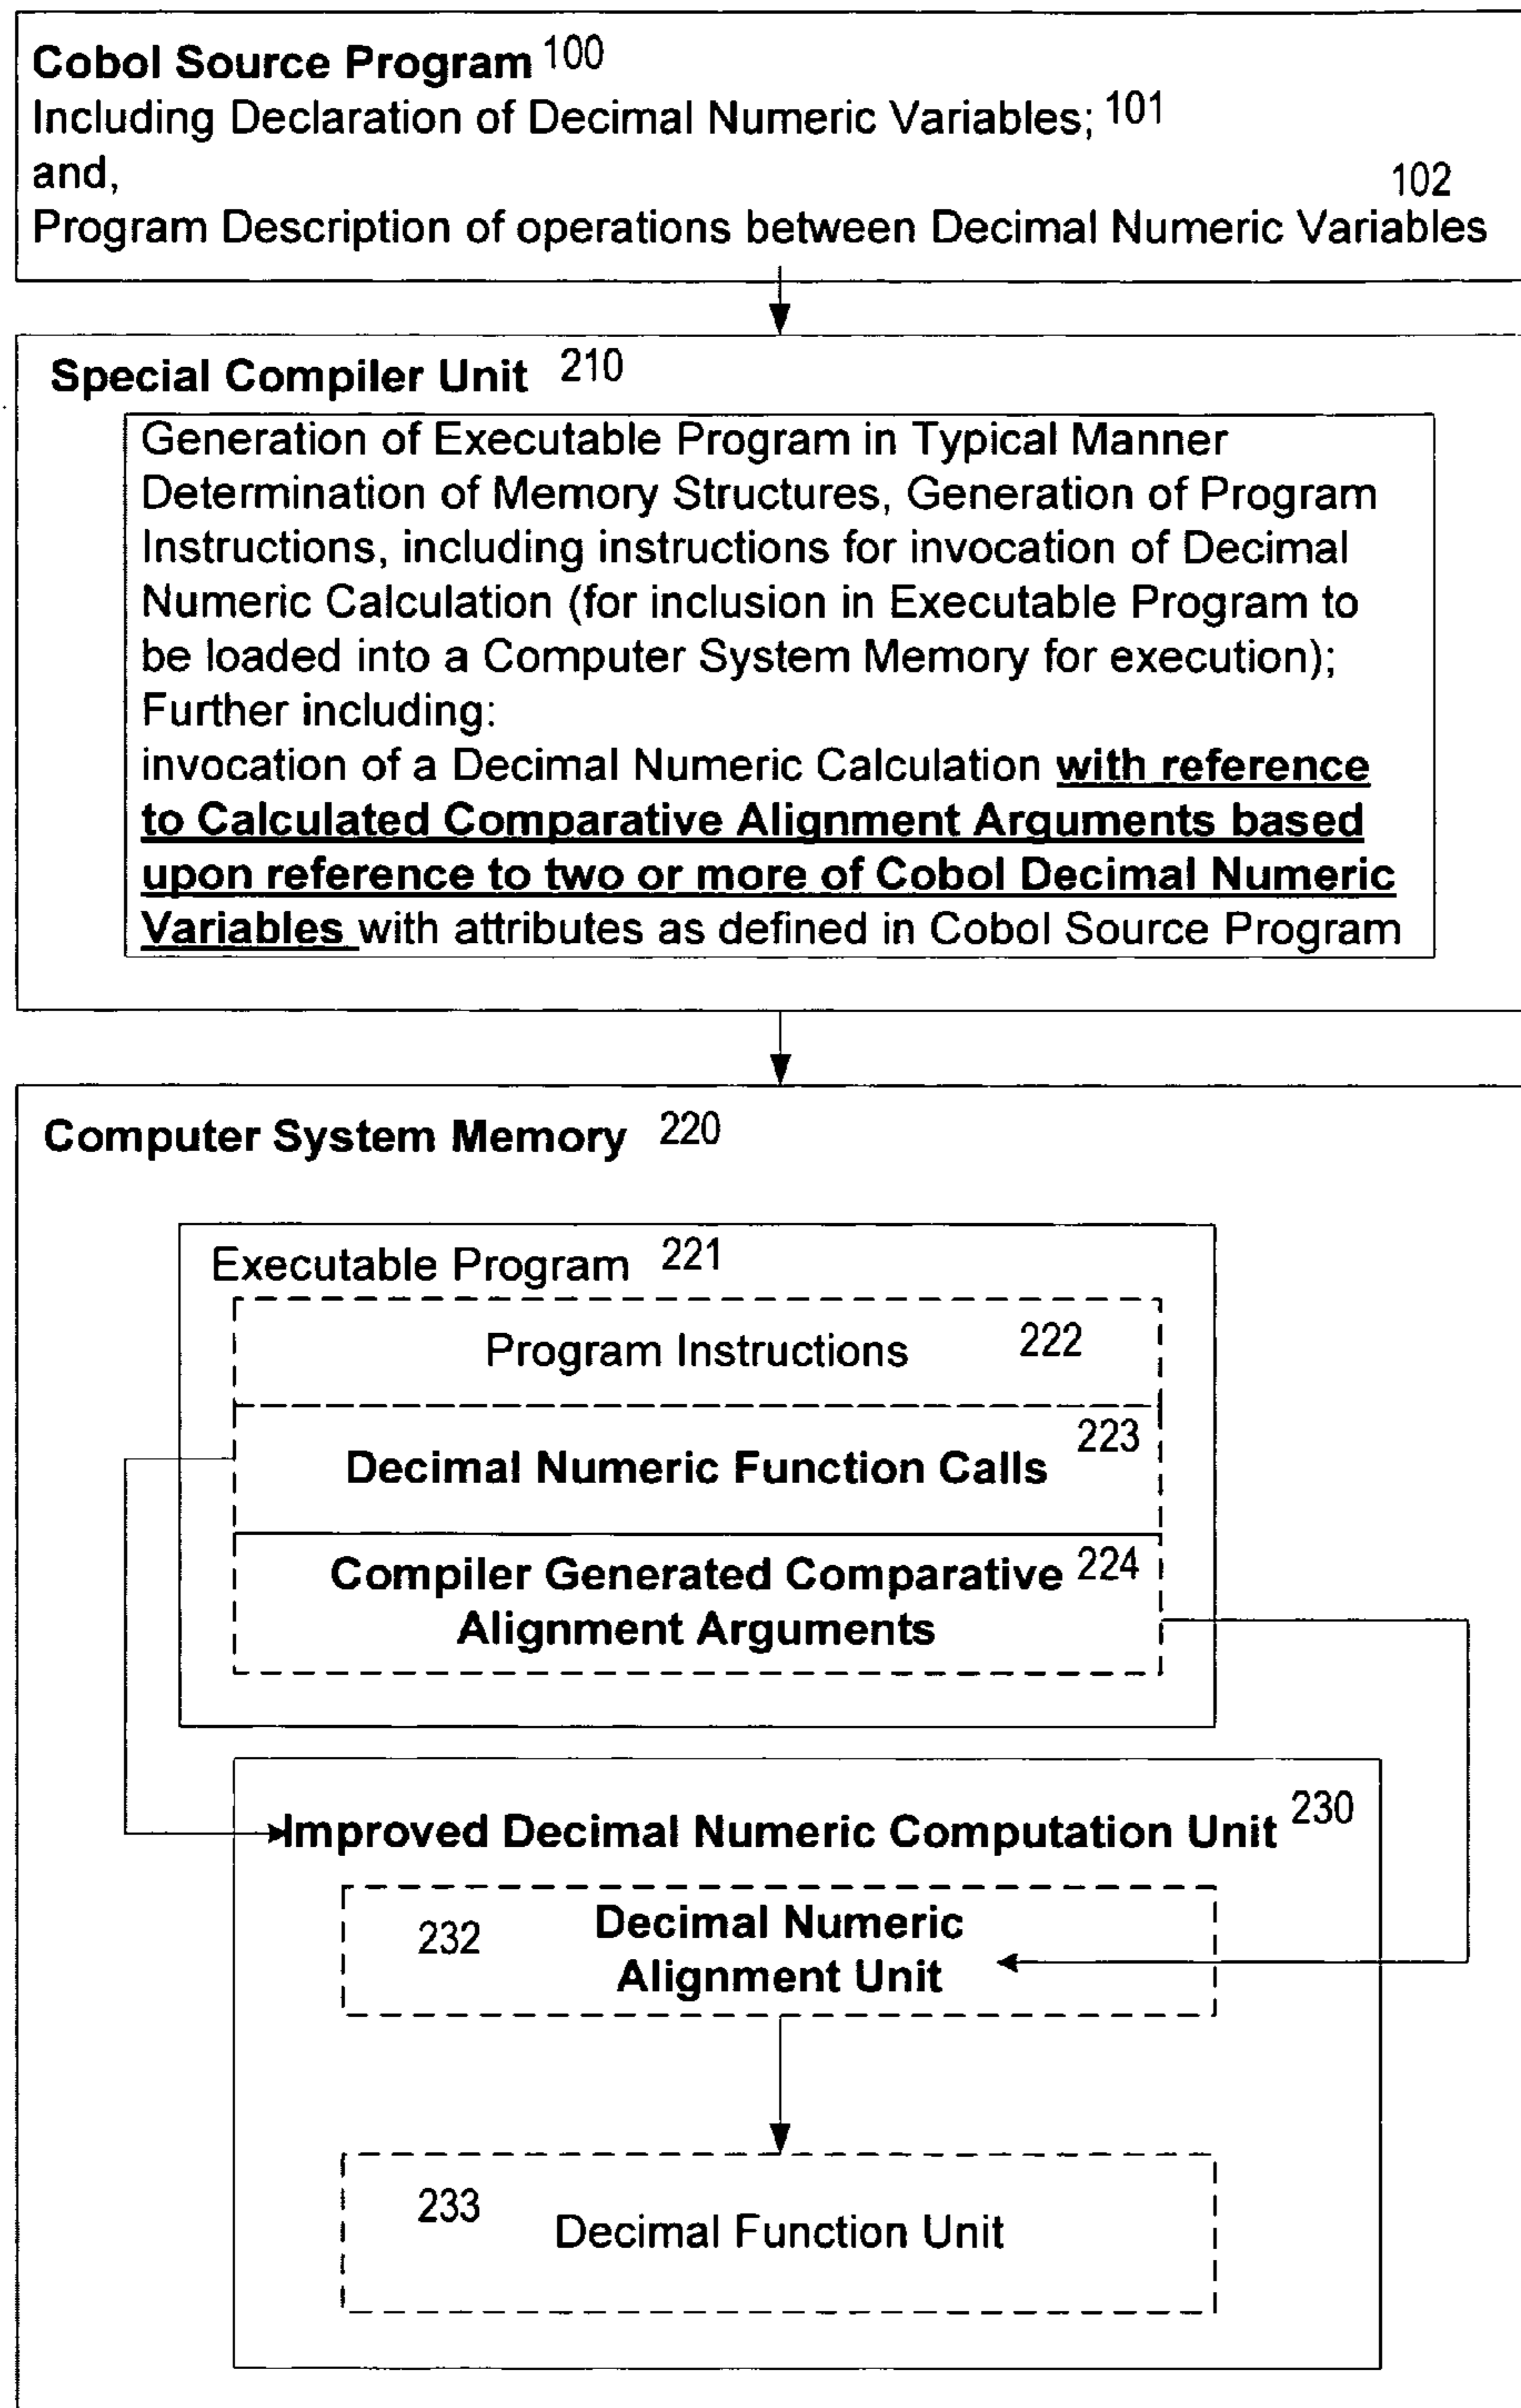 Cobol Source Program 100
Including Declaration of Decimal Numeric Variables; 101
and,
102
Program Description of operations between Decimal Numeric Variables
Special Compiler Unit 210
Generation of Executable Program in Typical Manner
Determination of Memory Structures, Generation of Program
Instructions, including instructions for invocation of Decimal
Numeric Calculation (for inclusion in Executable Program to
be loaded into a Computer System Memory for execution);
Further including:
invocation of a Decimal Numeric Calculation with reference
to Calculated Comparative Alignment Arguments based
upon reference to two or more of Cobol Decimal Numeric
Variables with attributes as defined in Cobol Source Program
Computer System Memory 220
Executable Program 221
Program Instructions 222
Decimal Numeric Function Calls 223
Compiler Generated Comparative 224
Alignment Arguments
Improved Decimal Numeric Computation Unit 230
232 Decimal Numeric
Alignment Unit
233
Decimal Function Unit